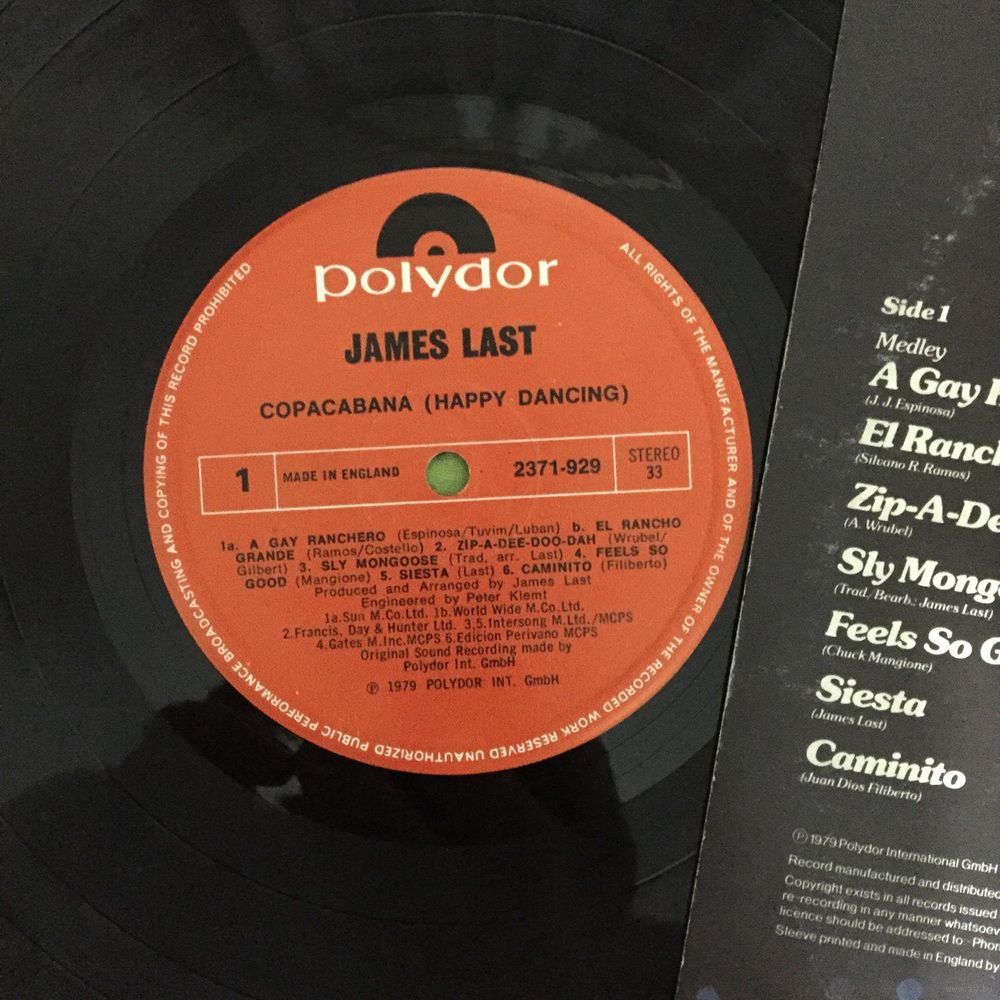 polydor
JAMES LAST
COPACABANA (HAPPY DANCING)
1
MADE IN ENGLAND
2371-929
STEREO
33
1a. A GAY RANCHERO (Espinosa/Tuvim/Luban) b. EL RANCHO
GRANDE (Ramos/Costello) 2. ZIP-A-DEE-DOO-DAH (Wrubel/
Gilbert) 3. SLY MONGOOSE (Trad. arr. Last) 4. FEELS SO
GOOD (Mangione) 5. SIESTA (Last) 6. CAMINITO (Filiberto)
Produced and Arranged by James Last
Engineered by Peter Klemt
1a.Sun M.Co.Ltd. 1b.World Wide M.Co.Ltd.
2.Francis, Day & Hunter Ltd. 3,5.Intersong M.Ltd./MCPS
4.Gates M.Inc.MCPS 6.Edicion Perivano MCPS
Original Sound Recording made by
Polydor Int. GmbH
℗ 1979 POLYDOR INT. GmbH
ALL RIGHTS OF THE MANUFACTURER AND OF THE OWNER OF THE RECORDED WORK RESERVED UNAUTHORIZED PUBLIC PERFORMANCE BROADCASTING AND COPYING OF THIS RECORD PROHIBITED
Side 1
Medley
A Gay
(J. J. Espinosa)
El Ranch
(Silvano R. Ramos)
Zip-A-De
(A. Wrubel)
Sly Mong
(Trad./Bearb.: James Last)
Feels So G
(Chuck Mangione)
Siesta
(James Last)
Caminito
(Juan Dios Filiberto)
℗ 1979 Polydor International GmbH
Record manufactured and distribute
Copyright exists in all records issued
re-recording in any manner whatsoev
licence should be addressed to Phon
Sleeve printed and made in England by